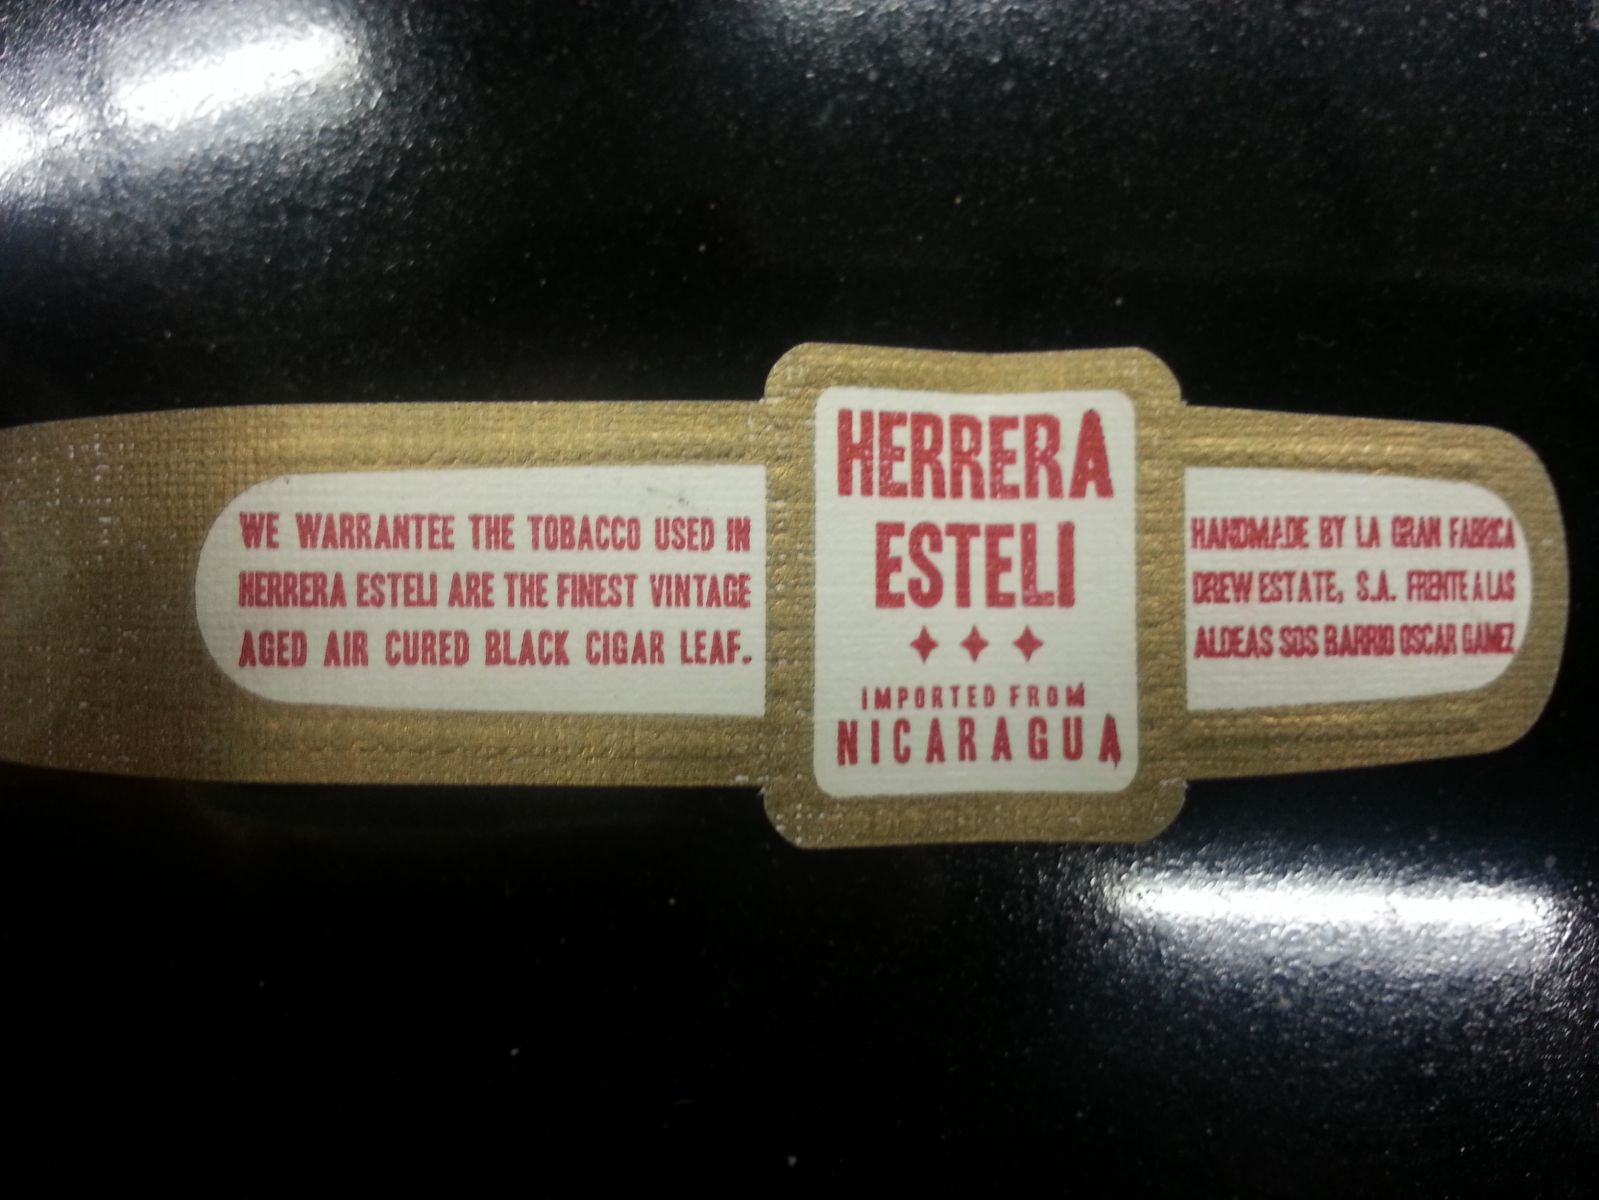 WE WARRANTEE THE TOBACCO USED IN
HERRERA ESTELI ARE THE FINEST VINTAGE
AGED AIR CURED BLACK CIGAR LEAF.
HERRERA
ESTELI
IMPORTED FROM
NICARAGUA
HANDMADE BY LA GRAN FABRICA
DREW ESTATE, S.A. FRENTE A LAS
ALDEAS SOS BARRIO OSCAR GAMEZ